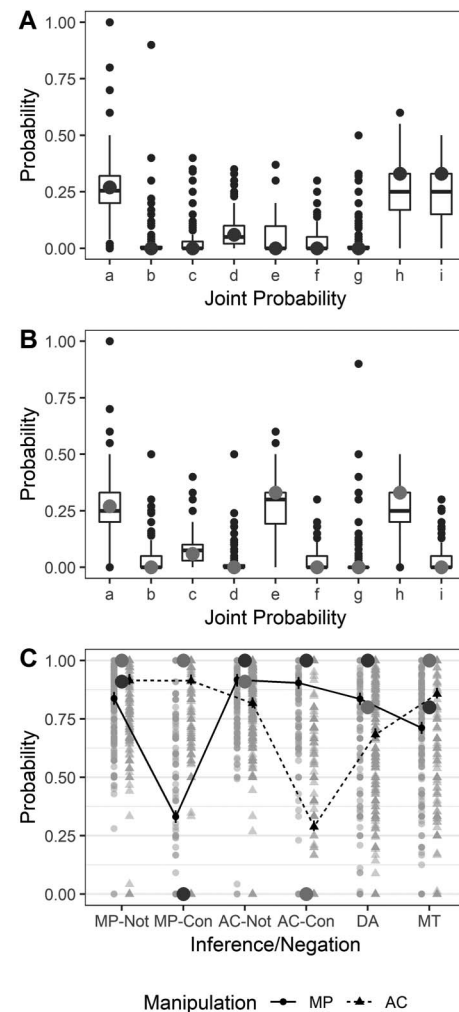 A
1.00
0.75
0.50
0.25
0.00
Probability
a b c d e f g h i
Joint Probability
B
1.00
0.75
0.50
0.25
0.00
Probability
a b c d e f g h i
Joint Probability
C
1.00
0.75
0.50
0.25
0.00
Probability
MP-Not MP-Con AC-Not AC-Con DA MT
Inference/Negation
Manipulation MP AC